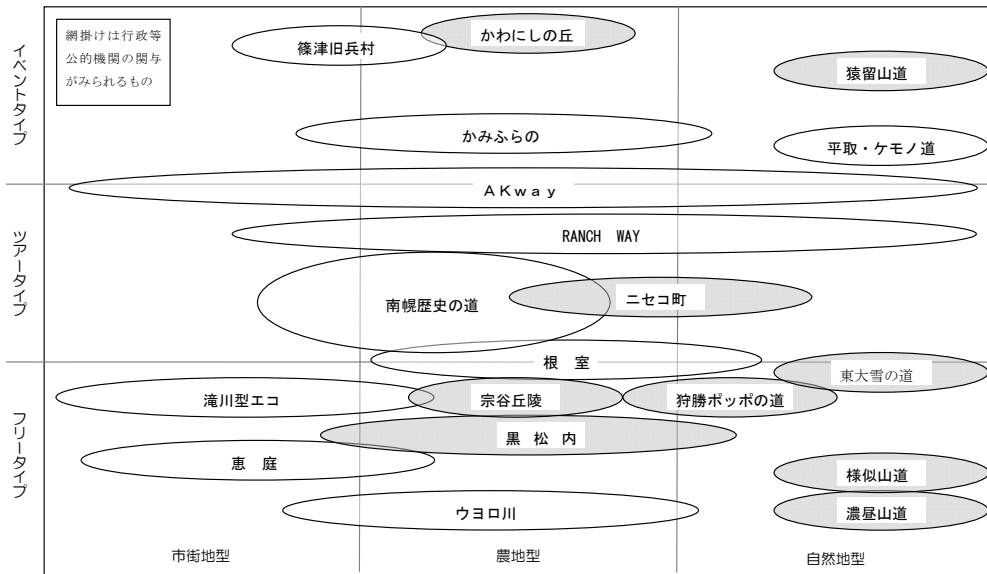 網掛けは行政等
公的機関の関与
がみられるもの
イベントタイプ
篠津旧兵村
かわにしの丘
猿留山道
かみふらの
平取・ケモノ道
AKway
ツアータイプ
RANCH WAY
南幌歴史の道
ニセコ町
根室
フリータイプ
東大雪の道
滝川型エコ
宗谷丘陵
狩勝ポッポの道
黒松内
恵庭
様似山道
ウヨロ川
濃昼山道
市街地型
農地型
自然地型